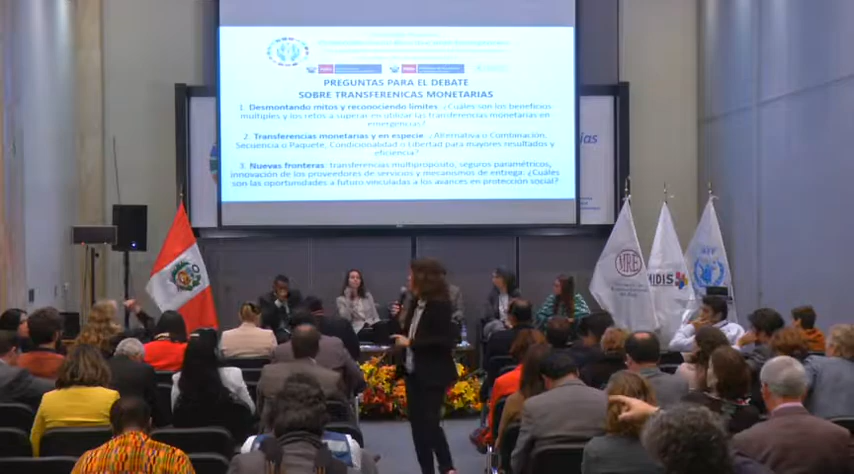 PREGUNTAS PARA EL DEBATE
SOBRE TRANSFERENICAS MONETARIAS
1. Desmontando mitos y reconociendo límites: ¿Cuáles son los beneficios
múltiples y los retos a superar en utilizar las transferencias monetarias en
emergencias?
2. Transferencias monetarias y en especie: ¿Alternativa o Combinación,
Secuencia o Paquete, Condicionalidad o Libertad para mayores resultados y
eficiencia?
3. Nuevas fronteras: transferencias multipropósito, seguros paramétricos,
innovación de los proveedores de servicios y mecanismos de entrega. ¿Cuáles
son las oportunidades a futuro vinculadas a los avances en protección social?
MRE
MIDIS